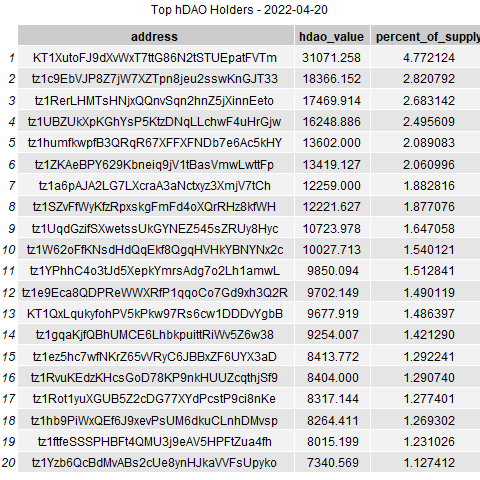 Top hDAO Holders - 2022-04-20
address hdao_value percent_of_supply
1 KT1XutoFJ9dXvWxT7ttG86N2tSTUEpatFVTm 31071.258 4.772124
2 tz1c9EbVJP8Z7jW7XZTpn8jeu2sswKnGJT33 18366.152 2.820792
3 tz1RerLHMTsHNjxQQnvSqn2hnZ5jXinnEeto 17469.914 2.683142
4 tz1UBZUkXpKGhYsP5KtzDNqLLchwF4uHrGjw 16248.886 2.495609
5 tz1humfkwpfB3QRqR67XFFXFNDb7e6Ac5kHY 13602.000 2.089083
6 tz1ZKAeBPY629Kbneiq9jV1tBasVmwLwttFp 13419.127 2.060996
7 tz1a6pAJA2LG7LXcraA3aNctxyz3XmjV7tCh 12259.000 1.882816
8 tz1SZvFfWyKfzRpxskgFmFd4oXQrRHz8kfWH 12221.627 1.877076
9 tz1UqdGzifSXwetssUkGYNEZ545sZRUy8Hyc 10723.958 1.647058
10 tz1W62oFfKNsdHdQqEkf8QgqHVHkYBNYNx2c 10027.713 1.540121
11 tz1YPhhC4o3tJd5XepkYmrsAdg7o2Lh1amwL 9850.094 1.512841
12 tz1e9Eca8QDPReWWXRfP1qqoCo7Gd9xh3Q2R 9702.149 1.490119
13 KT1QxLqukyfohPV5kPkw97Rs6cw1DDDvYgbB 9677.919 1.486397
14 tz1gqaKjfQBhUMCE6LhbkpuittRiWv5Z6w38 9254.007 1.421290
15 tz1ez5hc7wfNKrZ65vVRyC6JBBxZF6UYX3aD 8413.772 1.292241
16 tz1RvuKEdzKHcsGoD78KP9nkHUUZcqthjSf9 8404.000 1.290740
17 tz1Rot1yuXGUB5Z2cDG77XYdPcstP9ci8nKe 8317.144 1.277401
18 tz1hb9PiWxQEf6J9xevPsUM6dkuCLnhDMvsp 8264.411 1.269302
19 tz1ftfeSSSPHBFt4QMU3j9eAV5HPFtZua4fh 8015.199 1.231026
20 tz1Yzb6QcBdMvABs2cUe8ynHJkaVVFsUpyko 7340.569 1.127412